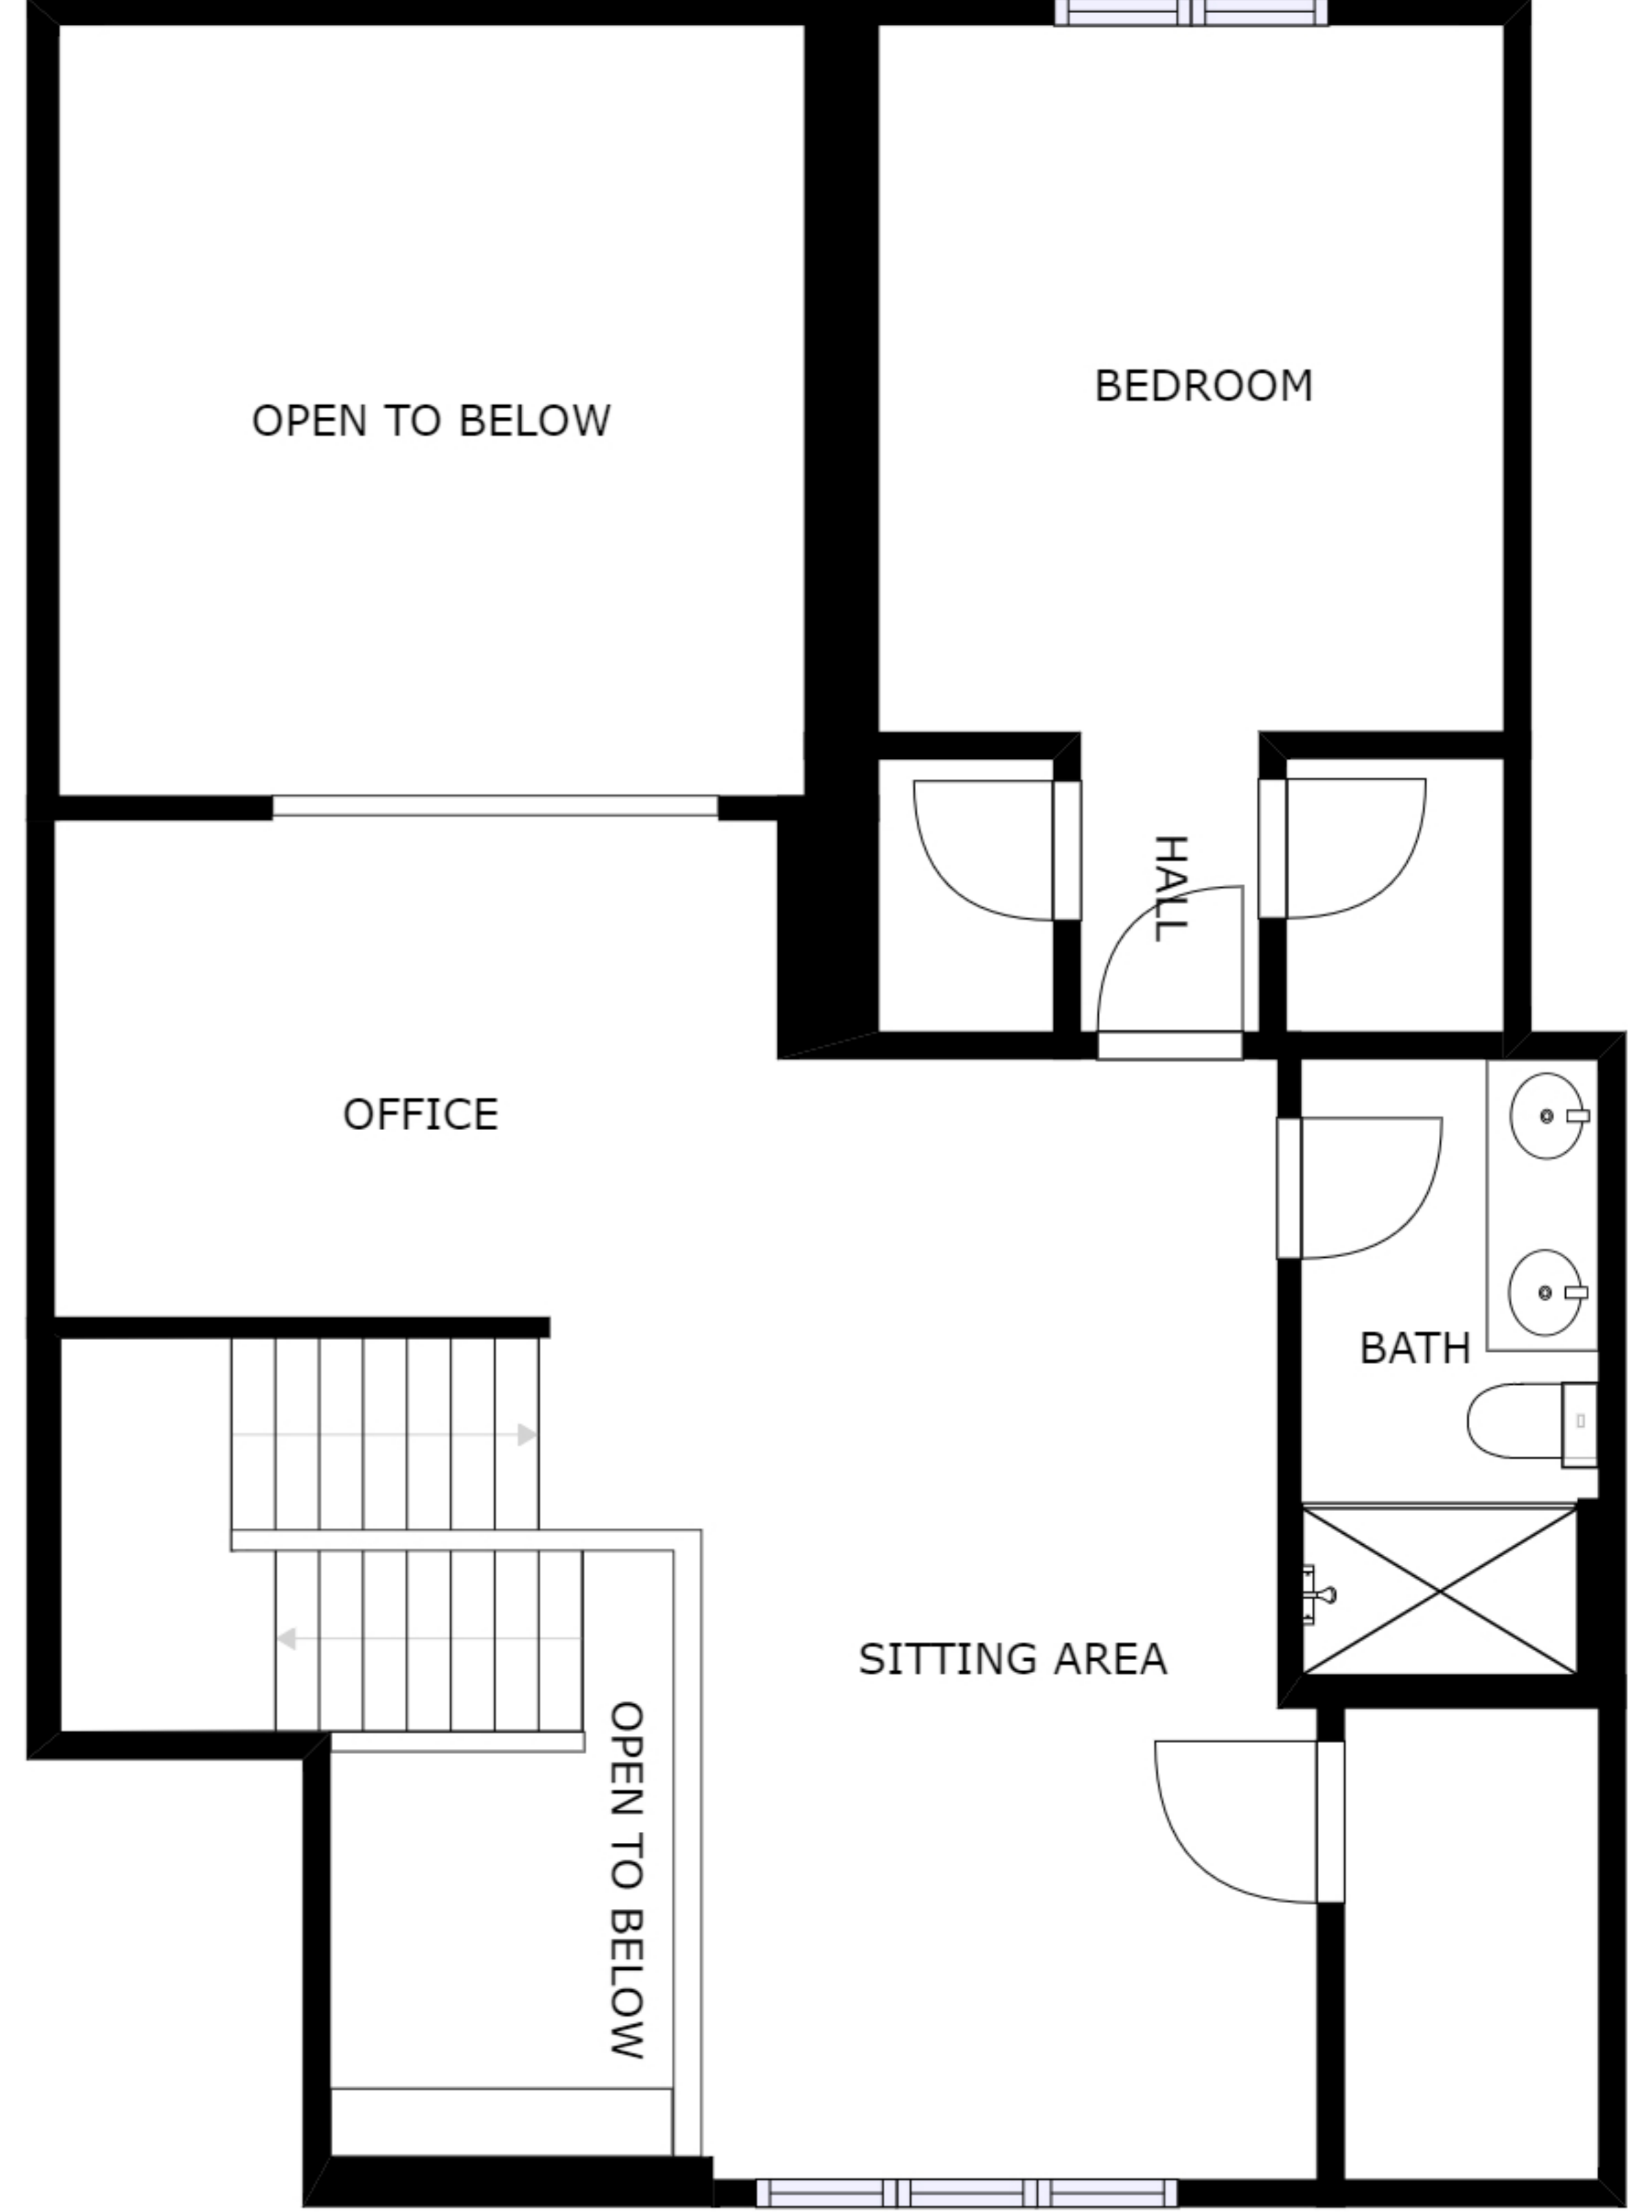 BEDROOM
OPEN TO BELOW
HALL
OFFICE
BATH
SITTING AREA
OPEN TO BELOW